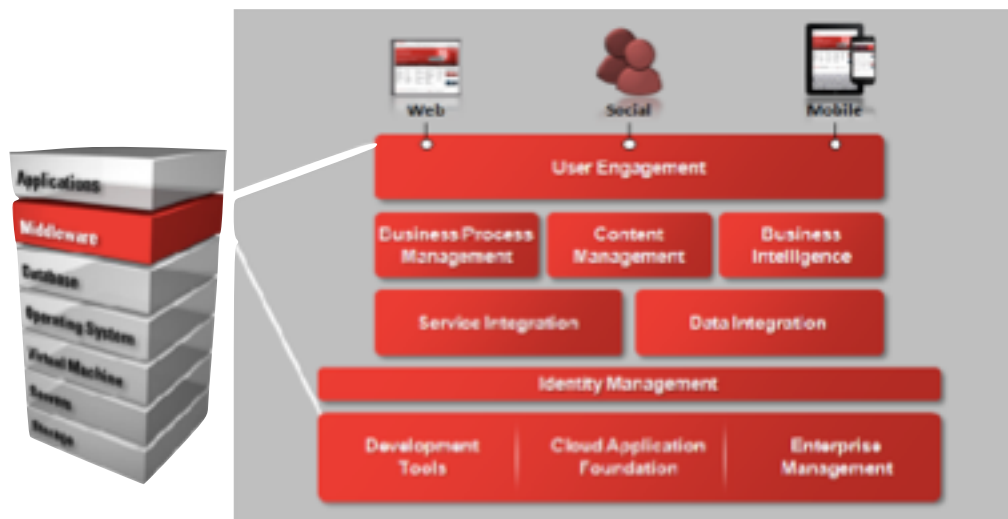 Web
Social
Mobile
User Engagement
Business Process
Management
Content
Management
Business
Intelligence
Service Integration
Data Integration
Identity Management
Development
Tools
Cloud Application
Foundation
Enterprise
Management
Applications
Middleware
Database
Operating System
Virtual Machine
Servers
Storage